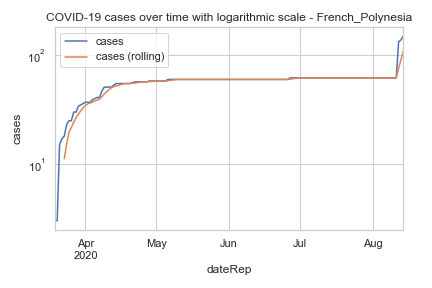 COVID-19 cases over time with logarithmic scale - French_Polynesia
cases
cases (rolling)
10²
10¹
cases
Apr
2020
May
Jun
Jul
Aug
dateRep